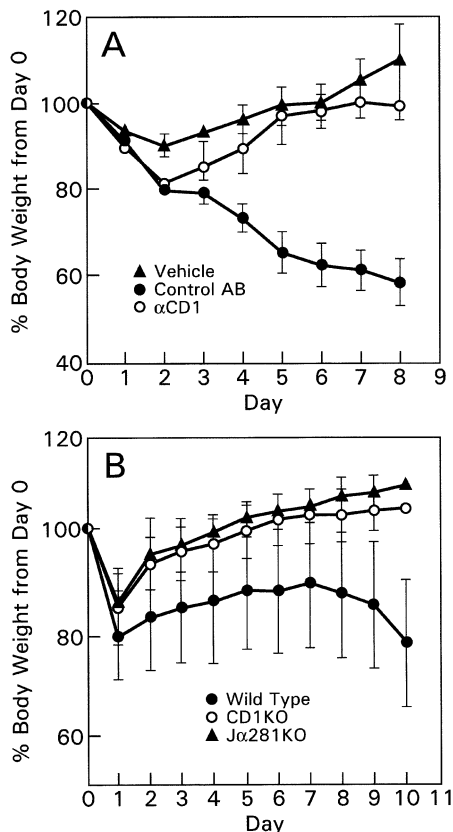 120
A
100
80
60
40
% Body Weight from Day 0
Vehicle
Control AB
αCD1
0 1 2 3 4 5 6 7 8 9
Day
120
B
100
80
60
% Body Weight from Day 0
Wild Type
CD1KO
Jα281KO
0 1 2 3 4 5 6 7 8 9 10 11
Day